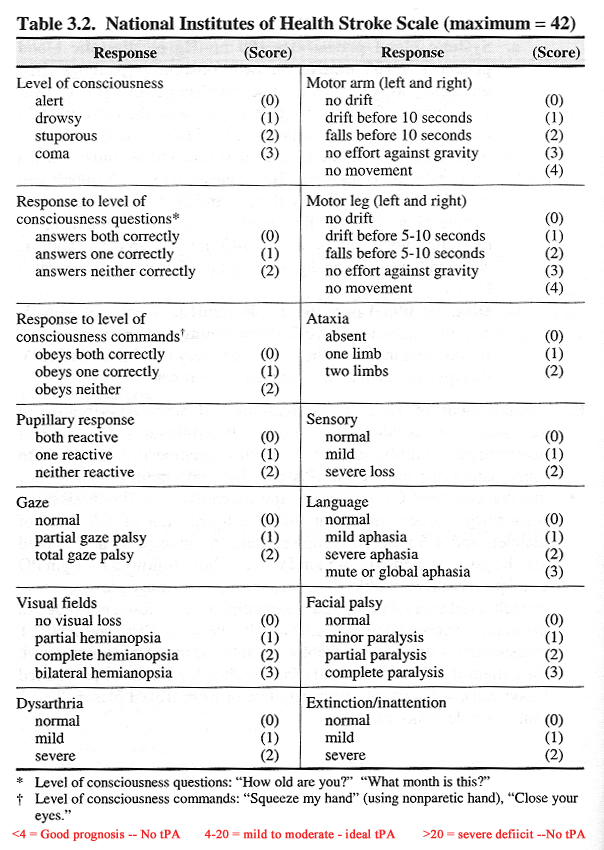 Table 3.2. National Institutes of Health Stroke Scale (maximum = 42)
Response (Score) Response (Score)
Level of consciousness
alert (0)
drowsy (1)
stuporous (2)
coma (3)
Motor arm (left and right)
no drift (0)
drift before 10 seconds (1)
falls before 10 seconds (2)
no effort against gravity (3)
no movement (4)
Response to level of
consciousness questions*
answers both correctly (0)
answers one correctly (1)
answers neither correctly (2)
Motor leg (left and right)
no drift (0)
drift before 5-10 seconds (1)
falls before 5-10 seconds (2)
no effort against gravity (3)
no movement (4)
Response to level of
consciousness commands†
obeys both correctly (0)
obeys one correctly (1)
obeys neither (2)
Ataxia
absent (0)
one limb (1)
two limbs (2)
Pupillary response
both reactive (0)
one reactive (1)
neither reactive (2)
Sensory
normal (0)
mild (1)
severe loss (2)
Gaze
normal (0)
partial gaze palsy (1)
total gaze palsy (2)
Language
normal (0)
mild aphasia (1)
severe aphasia (2)
mute or global aphasia (3)
Visual fields
no visual loss (0)
partial hemianopsia (1)
complete hemianopsia (2)
bilateral hemianopsia (3)
Facial palsy
normal (0)
minor paralysis (1)
partial paralysis (2)
complete paralysis (3)
Dysarthria
normal (0)
mild (1)
severe (2)
Extinction/inattention
normal (0)
mild (1)
severe (2)
* Level of consciousness questions: “How old are you?” “What month is this?”
† Level of consciousness commands: “Squeeze my hand” (using nonparetic hand), “Close your
eyes.”
<4 = Good prognosis -- No tPA 4-20 = mild to moderate - ideal tPA >20 = severe defiicit --No tPA